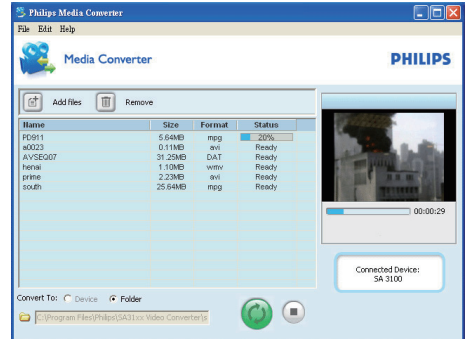 Philips Media Converter
File Edit Help
Media Converter
PHILIPS
Add files Remove
Name Size Format Status
PD911 5.64MB mpg 20%
a0023 0.11MB avi Ready
AVSEQ07 31.25MB DAT Ready
henai 1.10MB wmv Ready
prime 2.23MB avi Ready
south 25.64MB mpg Ready
00:00:29
Connected Device:
SA 3100
Convert To: Device Folder
C:\Program Files\Philips\SA31xx Video Converter\s